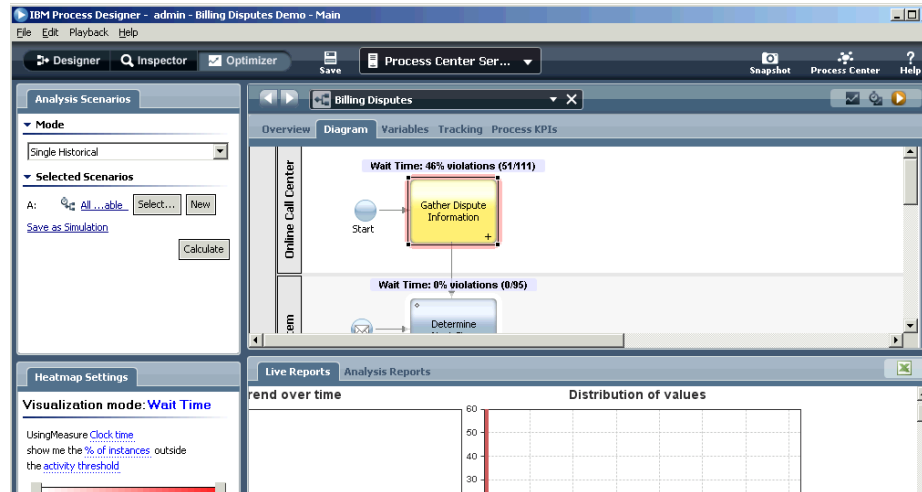 IBM Process Designer - admin - Billing Disputes Demo - Main
File Edit Playback Help
Designer Inspector Optimizer Save Process Center Ser... Snapshot Process Center Help
Analysis Scenarios
Mode
Single Historical
Selected Scenarios
A: All ...able Select... New
Save as Simulation
Calculate
Billing Disputes
Overview Diagram Variables Tracking Process KPIs
Online Call Center
Wait Time: 46% violations (51/111)
Start
Gather Dispute
Information
Wait Time: 0% violations (0/95)
Determine
Heatmap Settings
Visualization mode: Wait Time
UsingMeasure Clock time
show me the % of instances outside
the activity threshold
Live Reports Analysis Reports
rend over time
Distribution of values
60
50
40
30